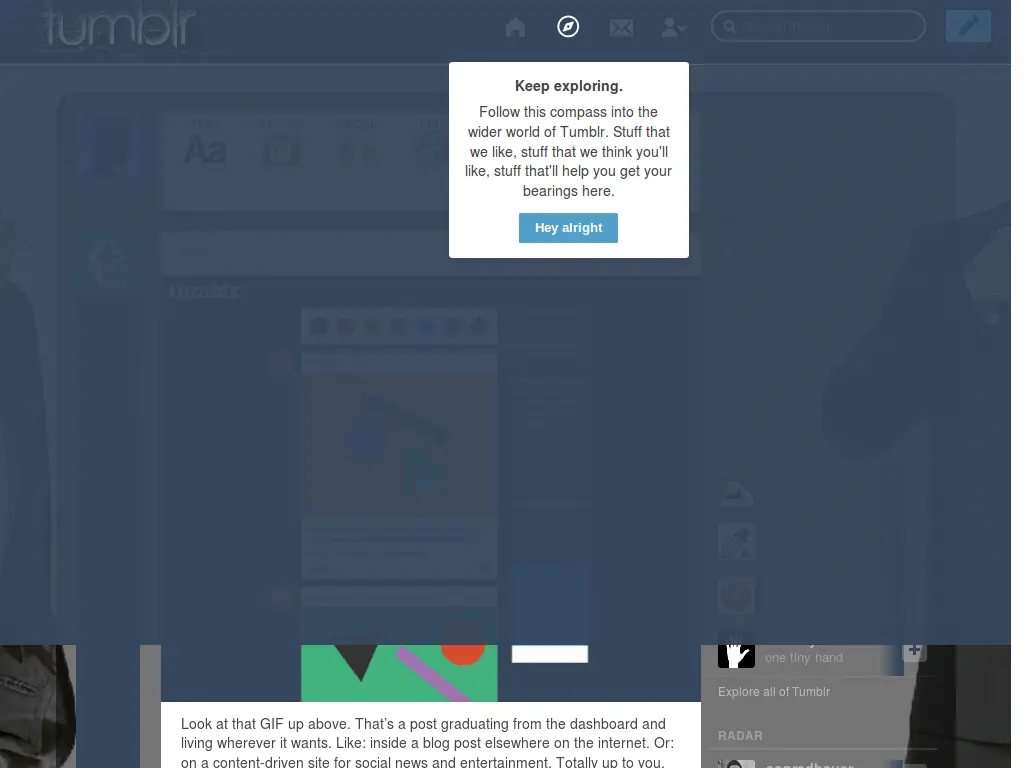 tumblr
Keep exploring.
Follow this compass into the
wider world of Tumblr. Stuff that
we like, stuff that we think you'll
like, stuff that'll help you get your
bearings here.
Hey alright
tumblr
one tiny hand
Explore all of Tumblr
RADAR
Look at that GIF up above. That’s a post graduating from the dashboard and
living wherever it wants. Like: inside a blog post elsewhere on the internet. Or:
on a content-driven site for social news and entertainment. Totally up to you.